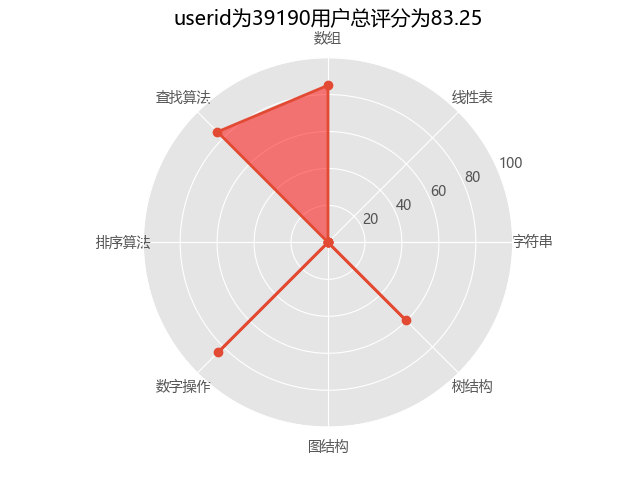 userid为39190用户总评分为83.25
数组
查找算法
线性表
100
80
60
40
20
排序算法
字符串
数字操作
树结构
图结构